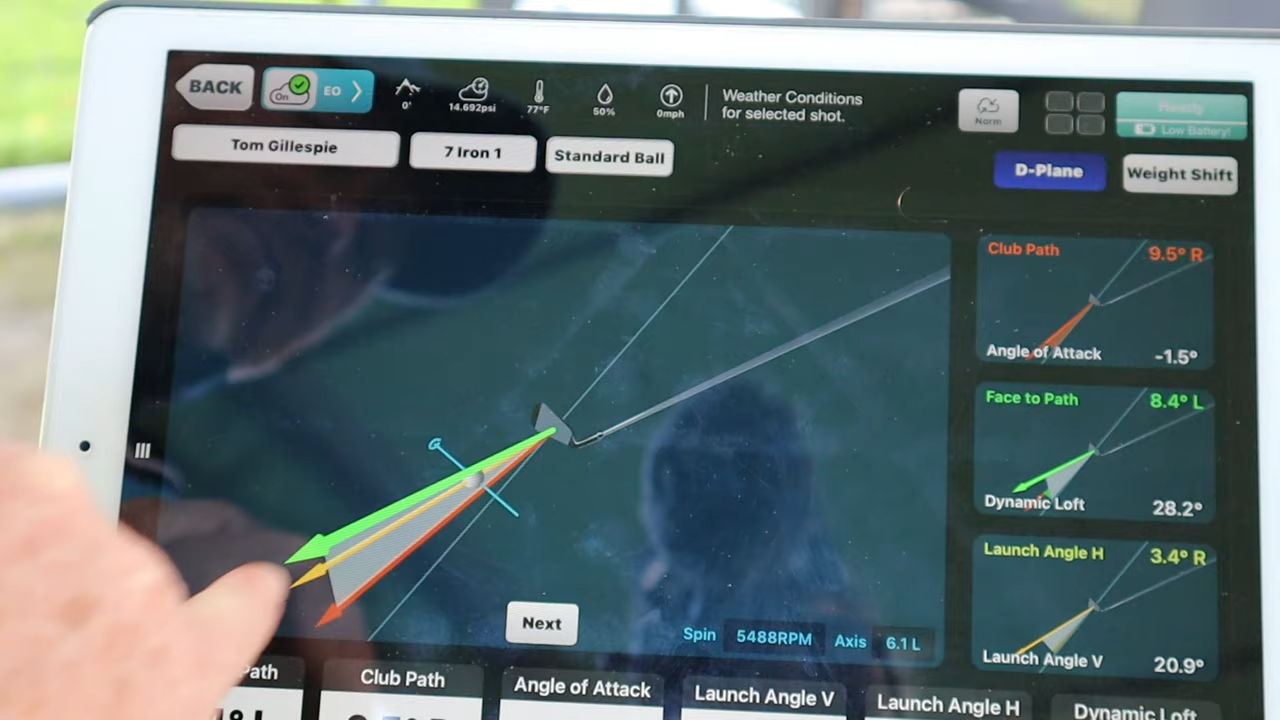 BACK
On
EO
0'
14.692psi
77°F
50%
0mph
Weather Conditions
for selected shot.
Norm
Ready
Low Battery!
Tom Gillespie
7 Iron 1
Standard Ball
D-Plane
Weight Shift
Club Path
9.5° R
Angle of Attack
-1.5°
Face to Path
8.4° L
Dynamic Loft
28.2°
Launch Angle H
3.4° R
Launch Angle V
20.9°
Next
Spin
5488RPM
Axis
6.1 L
Path
Club Path
Angle of Attack
Launch Angle V
Launch Angle H
Dynamic Loft